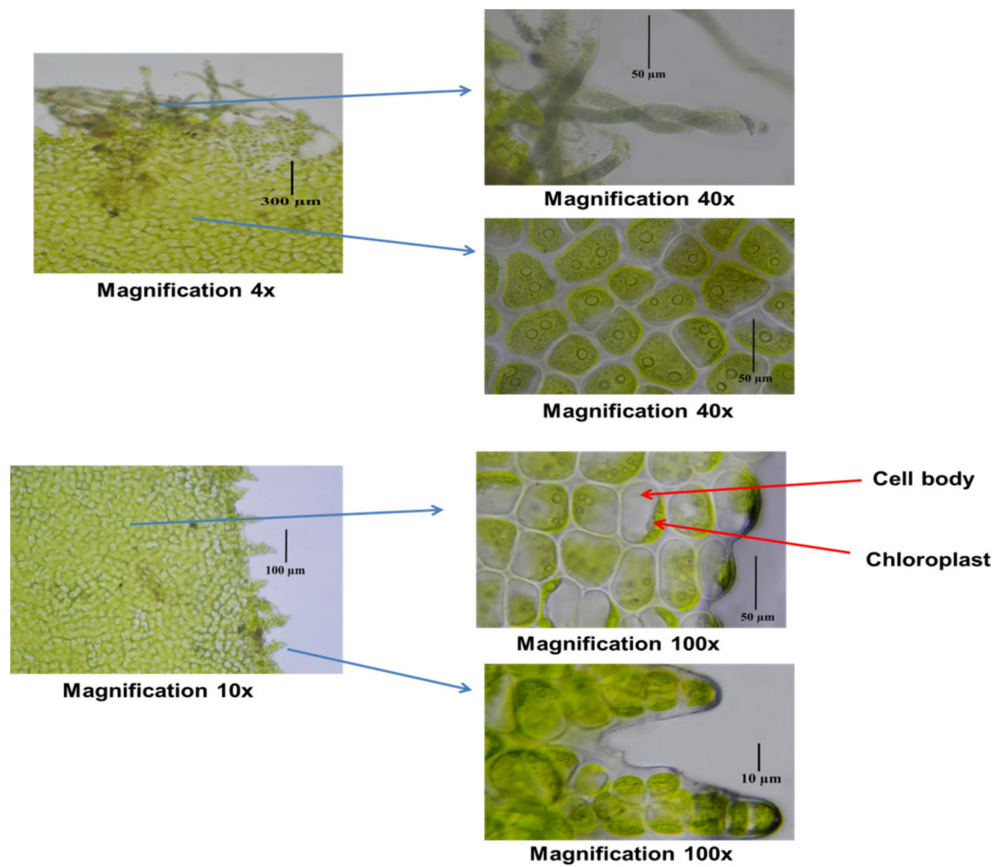 50 µm
300 µm
Magnification 40x
Magnification 4x
50 µm
Magnification 40x
Cell body
100 µm
Chloroplast
50 µm
Magnification 100x
Magnification 10x
10 µm
Magnification 100x